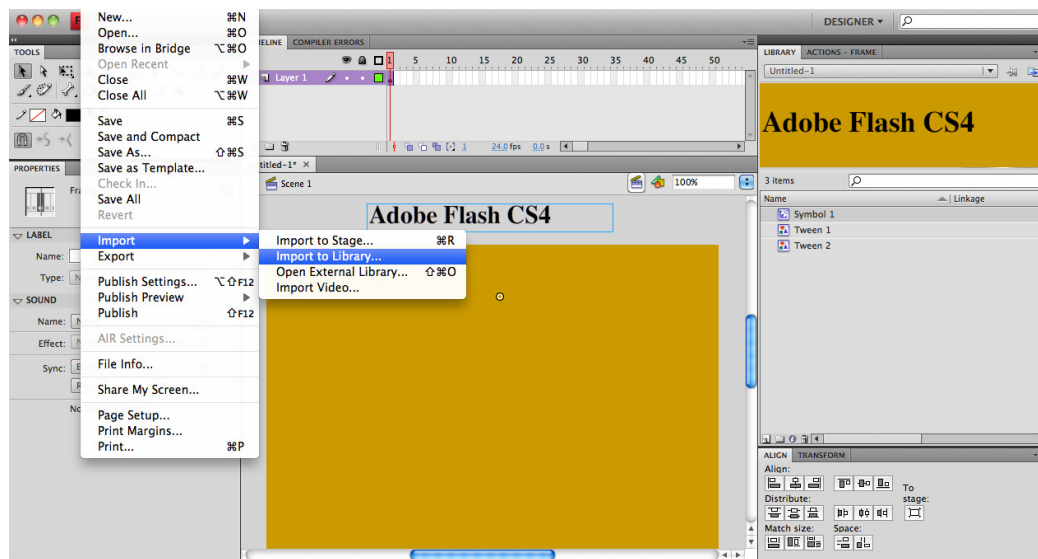 New... ⌘N
Open... ⌘O
Browse in Bridge ⌥⌘O
Open Recent
Close ⌘W
Close All ⌥⌘W
Save ⌘S
Save and Compact
Save As... ⇧⌘S
Save as Template...
Check In...
Save All
Revert
Import
Export
Publish Settings... ⌥⇧F12
Publish Preview
Publish ⇧F12
AIR Settings...
File Info...
Share My Screen...
Page Setup...
Print Margins...
Print... ⌘P
Import to Stage... ⌘R
Import to Library...
Open External Library... ⇧⌘O
Import Video...
DESIGNER
TOOLS
PROPERTIES
LABEL
Name:
Type:
SOUND
Name:
Effect:
Sync:
COMPILER ERRORS
1 5 10 15 20 25 30 35 40 45 50
Layer 1
1 24.0 fps 0.0 s
titled-1*
Scene 1
100%
Adobe Flash CS4
LIBRARY ACTIONS - FRAME
Untitled-1
Adobe Flash CS4
3 items
Name Linkage
Symbol 1
Tween 1
Tween 2
ALIGN TRANSFORM
Align:
To
stage:
Distribute:
Match size: Space: